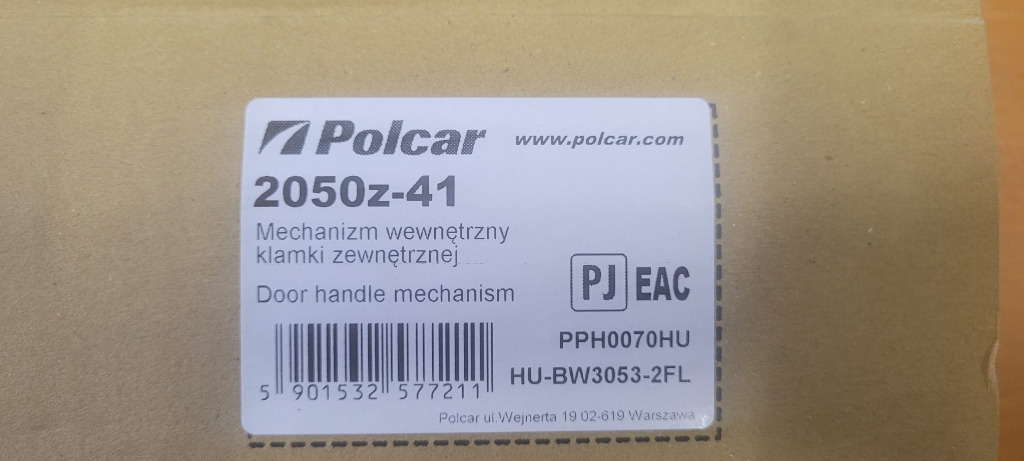 Polcar www.polcar.com
2050z-41
Mechanizm wewnętrzny
klamki zewnętrznej
Door handle mechanism
PJ EAC
PPH0070HU
HU-BW3053-2FL
5 901532 577211
Polcar ul.Wejnerta 19 02-619 Warszawa